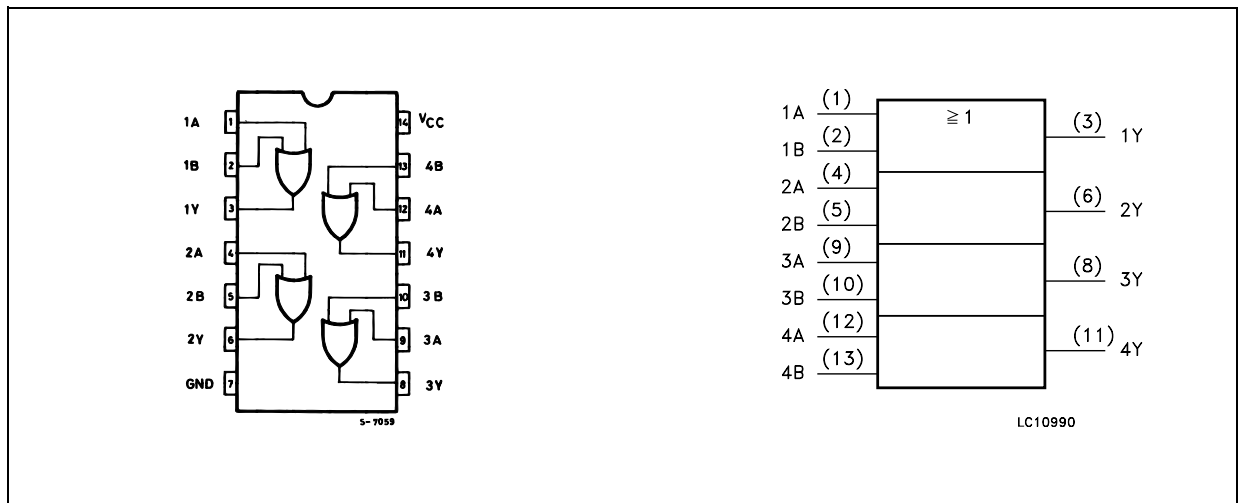 1A 1 14 VCC
1B 2 13 4B
1Y 3 12 4A
2A 4 11 4Y
2B 5 10 3B
2Y 6 9 3A
GND 7 8 3Y
S-7059
≧ 1
1A (1)
1B (2)
2A (4)
2B (5)
3A (9)
3B (10)
4A (12)
4B (13)
(3) 1Y
(6) 2Y
(8) 3Y
(11) 4Y
LC10990